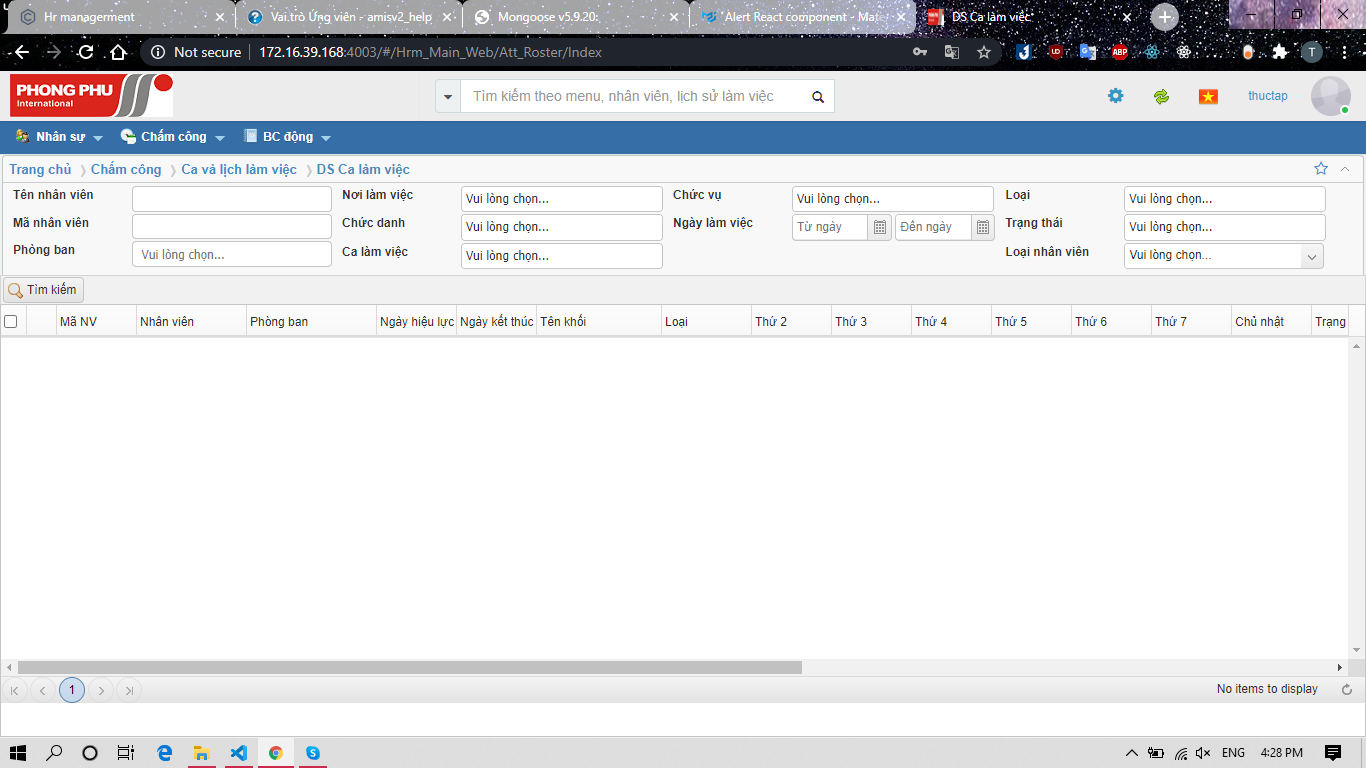 Hr managerment
Vai trò Ứng viên - amisv2_help
Mongoose v5.9.20:
Alert React component - Mate
DS Ca làm việc
Not secure
172.16.39.168:4003/#/Hrm_Main_Web/Att_Roster/Index
UD
ABP
T
PHONG PHU
International
Tìm kiếm theo menu, nhân viên, lịch sử làm việc
thuctap
Nhân sự
Chấm công
BC động
Trang chủ
Chấm công
Ca và lịch làm việc
DS Ca làm việc
Tên nhân viên
Nơi làm việc
Vui lòng chọn...
Chức vụ
Vui lòng chọn...
Loại
Vui lòng chọn...
Mã nhân viên
Chức danh
Vui lòng chọn...
Ngày làm việc
Từ ngày
Đến ngày
Trạng thái
Vui lòng chọn...
Phòng ban
Vui lòng chọn...
Ca làm việc
Vui lòng chọn...
Loại nhân viên
Vui lòng chọn...
Tìm kiếm
Mã NV
Nhân viên
Phòng ban
Ngày hiệu lực
Ngày kết thúc
Tên khối
Loại
Thứ 2
Thứ 3
Thứ 4
Thứ 5
Thứ 6
Thứ 7
Chủ nhật
Trạng
1
No items to display
ENG
4:28 PM